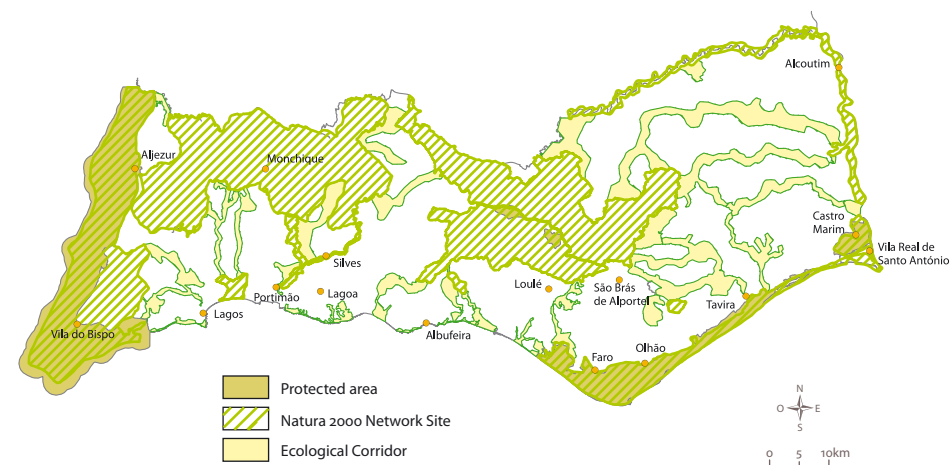 Alcoutim
Aljezur
Monchique
Castro
Marim
Vila Real de
Santo António
Silves
Loulé
São Brás
de Alportel
Portimão
Lagoa
Tavira
Lagos
Vila do Bispo
Albufeira
Olhão
Faro
Protected area
Natura 2000 Network Site
Ecological Corridor
N
O E
S
0 5 10km